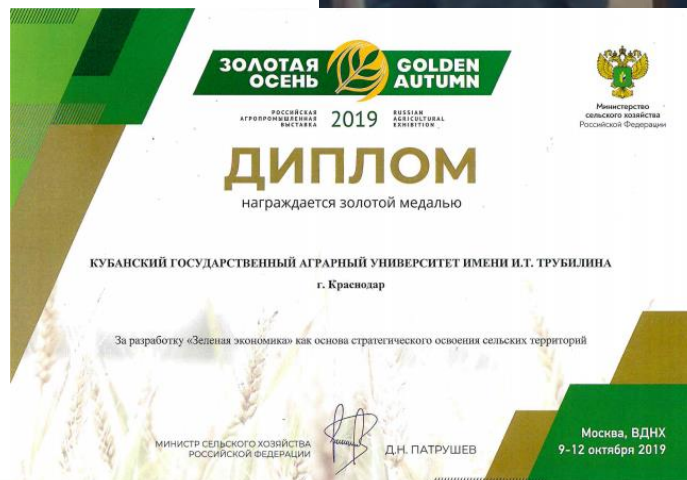 ЗОЛОТАЯ
ОСЕНЬ
GOLDEN
AUTUMN
РОССИЙСКАЯ
АГРОПРОМЫШЛЕННАЯ
ВЫСТАВКА
2019
RUSSIAN
AGRICULTURAL
EXHIBITION
Министерство
сельского хозяйства
Российской Федерации
ДИПЛОМ
награждается золотой медалью
КУБАНСКИЙ ГОСУДАРСТВЕННЫЙ АГРАРНЫЙ УНИВЕРСИТЕТ ИМЕНИ И.Т. ТРУБИЛИНА
г. Краснодар
За разработку «Зеленая экономика» как основа стратегического освоения сельских территорий
МИНИСТР СЕЛЬСКОГО ХОЗЯЙСТВА
РОССИЙСКОЙ ФЕДЕРАЦИИ
Д.Н. ПАТРУШЕВ
Москва, ВДНХ
9-12 октября 2019